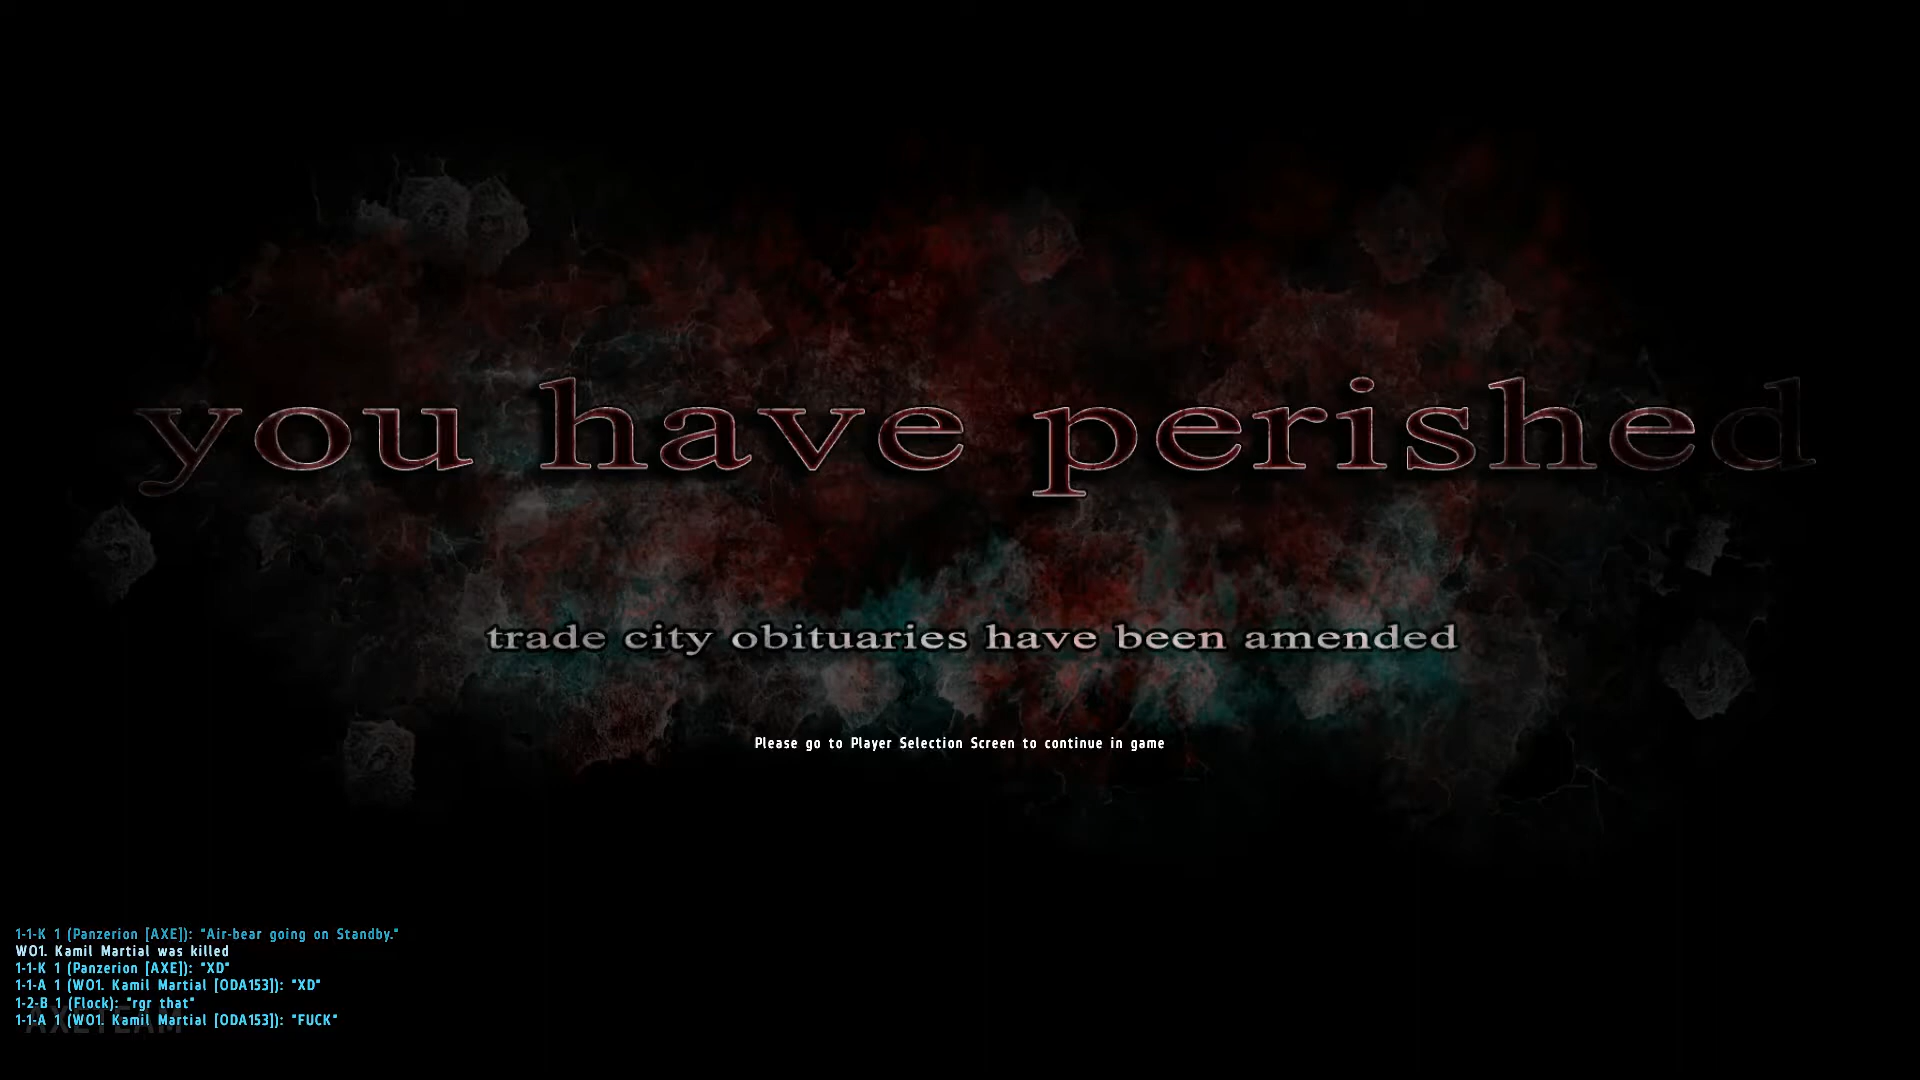 you have perished
trade city obituaries have been amended
Please go to Player Selection Screen to continue in game
1-1-K 1 (Panzerion [AXE]): "Air-bear going on Standby."
WO1. Kamil Martial was killed
1-1-K 1 (Panzerion [AXE]): "XD"
1-1-A 1 (WO1. Kamil Martial [ODA153]): "XD"
1-2-B 1 (Flock): "rgr that"
1-1-A 1 (WO1. Kamil Martial [ODA153]): "FUCK"
AXETEAM